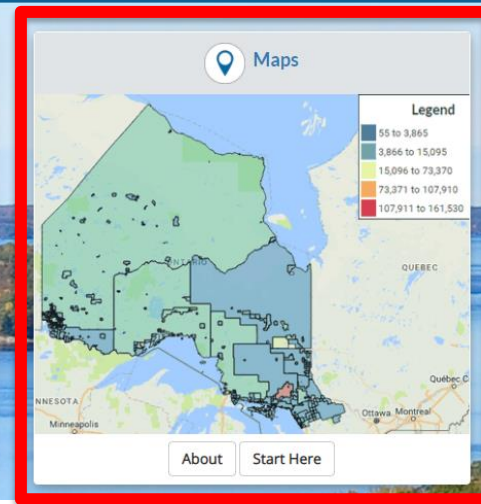 Maps
Legend
55 to 3,865
3,866 to 15,095
15,096 to 73,370
73,371 to 107,910
107,911 to 161,530
ONTARIO
QUEBEC
Québec C
NNESOTA
Ottawa
Montreal
Minneapolis
About
Start Here